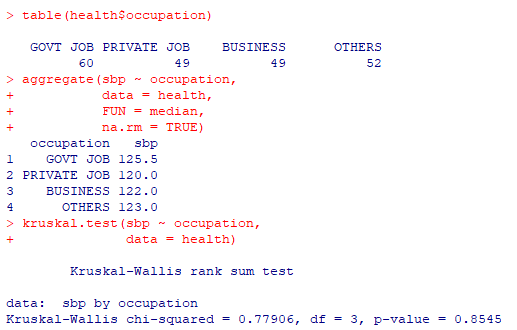 > table(health$occupation)
   GOVT JOB PRIVATE JOB    BUSINESS      OTHERS
         60          49          49          52
> aggregate(sbp ~ occupation,
+           data = health,
+           FUN = median,
+           na.rm = TRUE)
   occupation   sbp
1    GOVT JOB 125.5
2 PRIVATE JOB 120.0
3    BUSINESS 122.0
4      OTHERS 123.0
> kruskal.test(sbp ~ occupation,
+              data = health)
        Kruskal-Wallis rank sum test
data:  sbp by occupation
Kruskal-Wallis chi-squared = 0.77906, df = 3, p-value = 0.8545